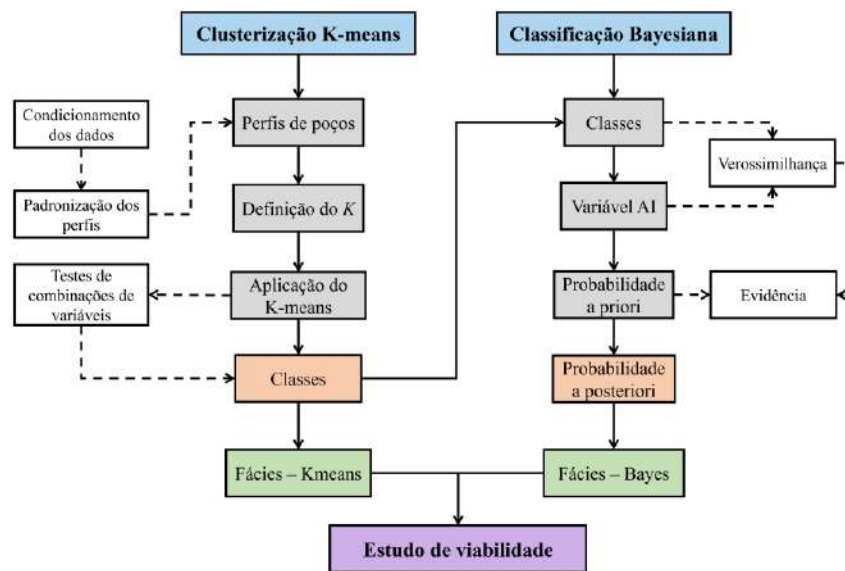 Clusterização K-means
Classificação Bayesiana
Condicionamento
dos dados
Perfis de poços
Classes
Verossimilhança
Padronização dos
perfis
Definição do K
Variável AI
Testes de
combinações de
variáveis
Aplicação do
K-means
Probabilidade
a priori
Evidência
Classes
Probabilidade
a posteriori
Fácies – Kmeans
Fácies – Bayes
Estudo de viabilidade